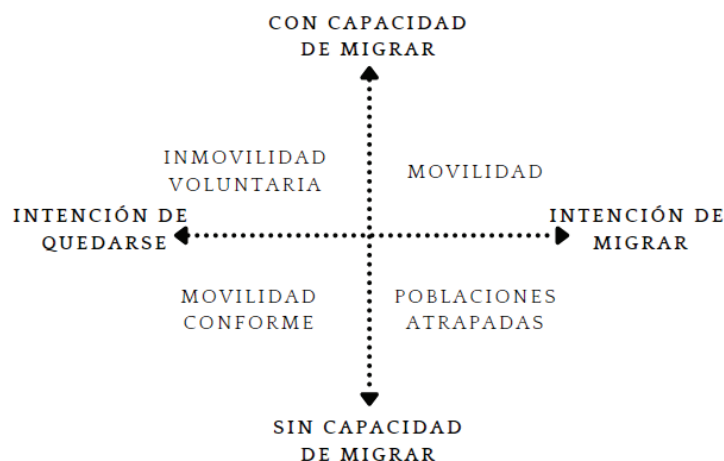 CON CAPACIDAD
DE MIGRAR
INMOVILIDAD
VOLUNTARIA
MOVILIDAD
INTENCIÓN DE
QUEDARSE
INTENCIÓN DE
MIGRAR
MOVILIDAD
CONFORME
POBLACIONES
ATRAPADAS
SIN CAPACIDAD
DE MIGRAR